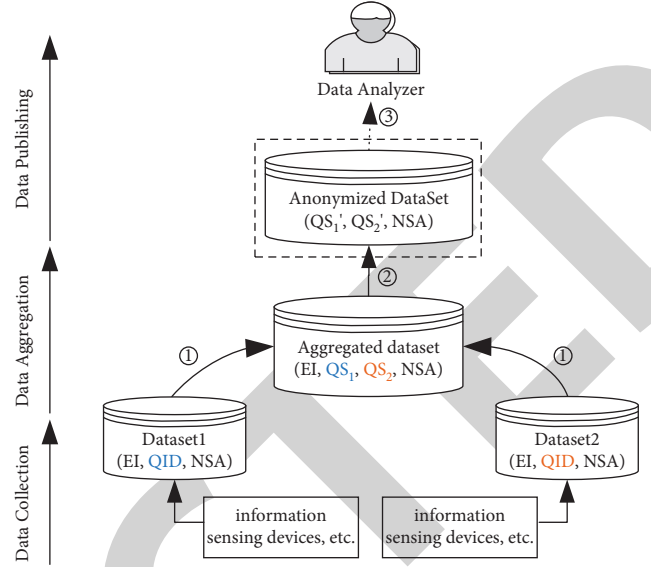 Data Analyzer
③
Data Publishing
Anonymized DataSet
(QS₁', QS₂', NSA)
②
Data Aggregation
Aggregated dataset
(EI, QS₁, QS₂, NSA)
①
①
Data Collection
Dataset1
(EI, QID, NSA)
Dataset2
(EI, QID, NSA)
information
sensing devices, etc.
information
sensing devices, etc.